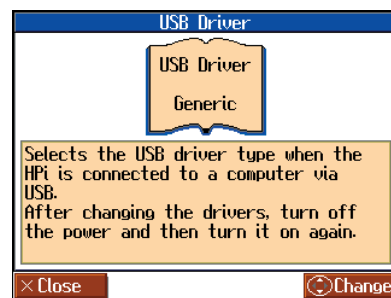 USB Driver
USB Driver
Generic
Selects the USB driver type when the
HPi is connected to a computer via
USB.
After changing the drivers, turn off
the power and then turn it on again.
×Close
Change